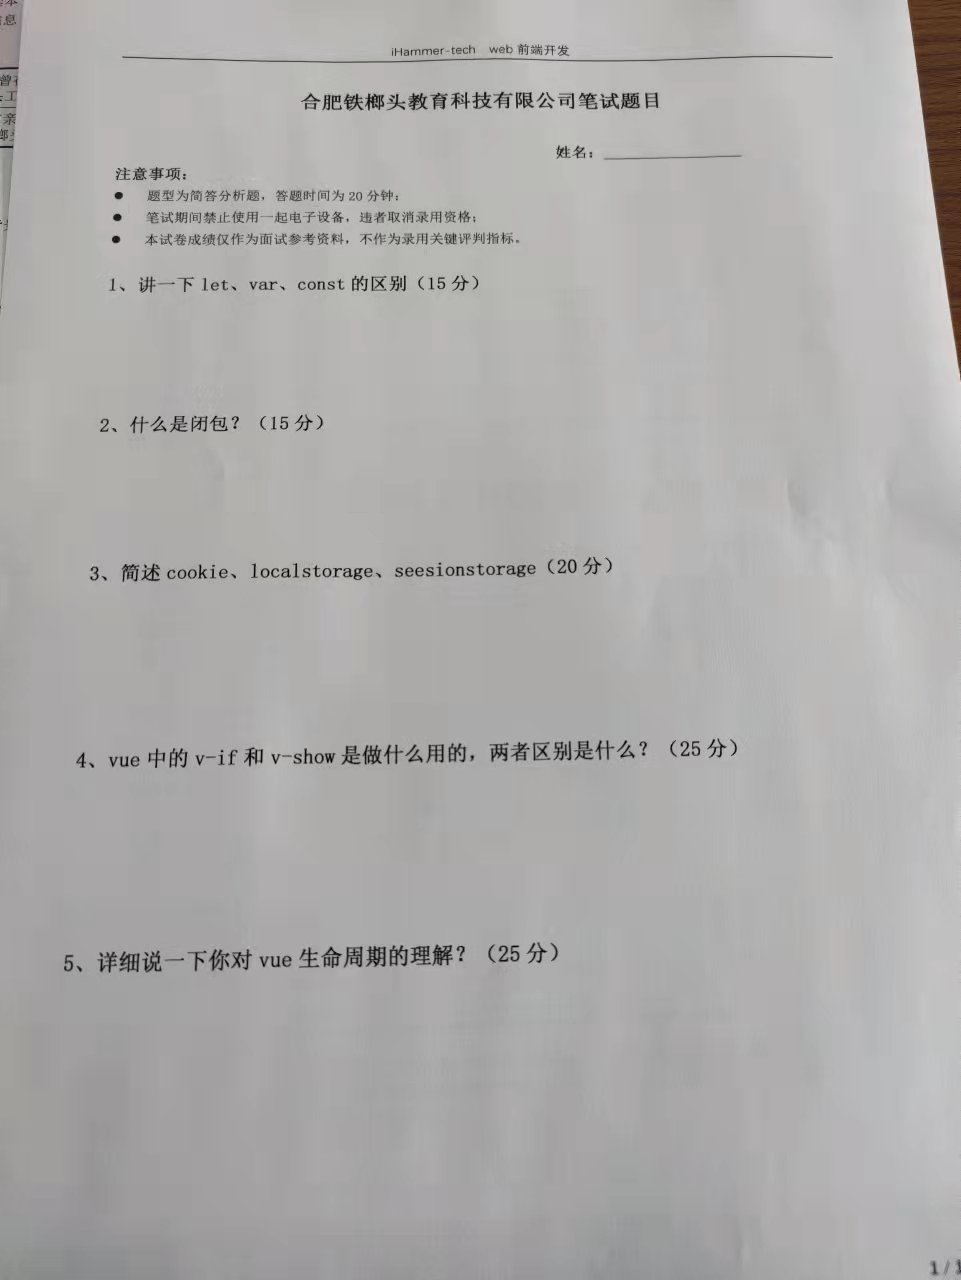 iHammer-tech web 前端开发
合肥铁榔头教育科技有限公司笔试题目
姓名：
注意事项：
● 题型为简答分析题，答题时间为 20 分钟；
● 笔试期间禁止使用一起电子设备，违者取消录用资格；
● 本试卷成绩仅作为面试参考资料，不作为录用关键评判指标。
1、讲一下 let、var、const 的区别（15 分）
2、什么是闭包？（15 分）
3、简述 cookie、localstorage、seesionstorage（20 分）
4、vue 中的 v-if 和 v-show 是做什么用的，两者区别是什么？（25 分）
5、详细说一下你对 vue 生命周期的理解？（25 分）
1 / 1